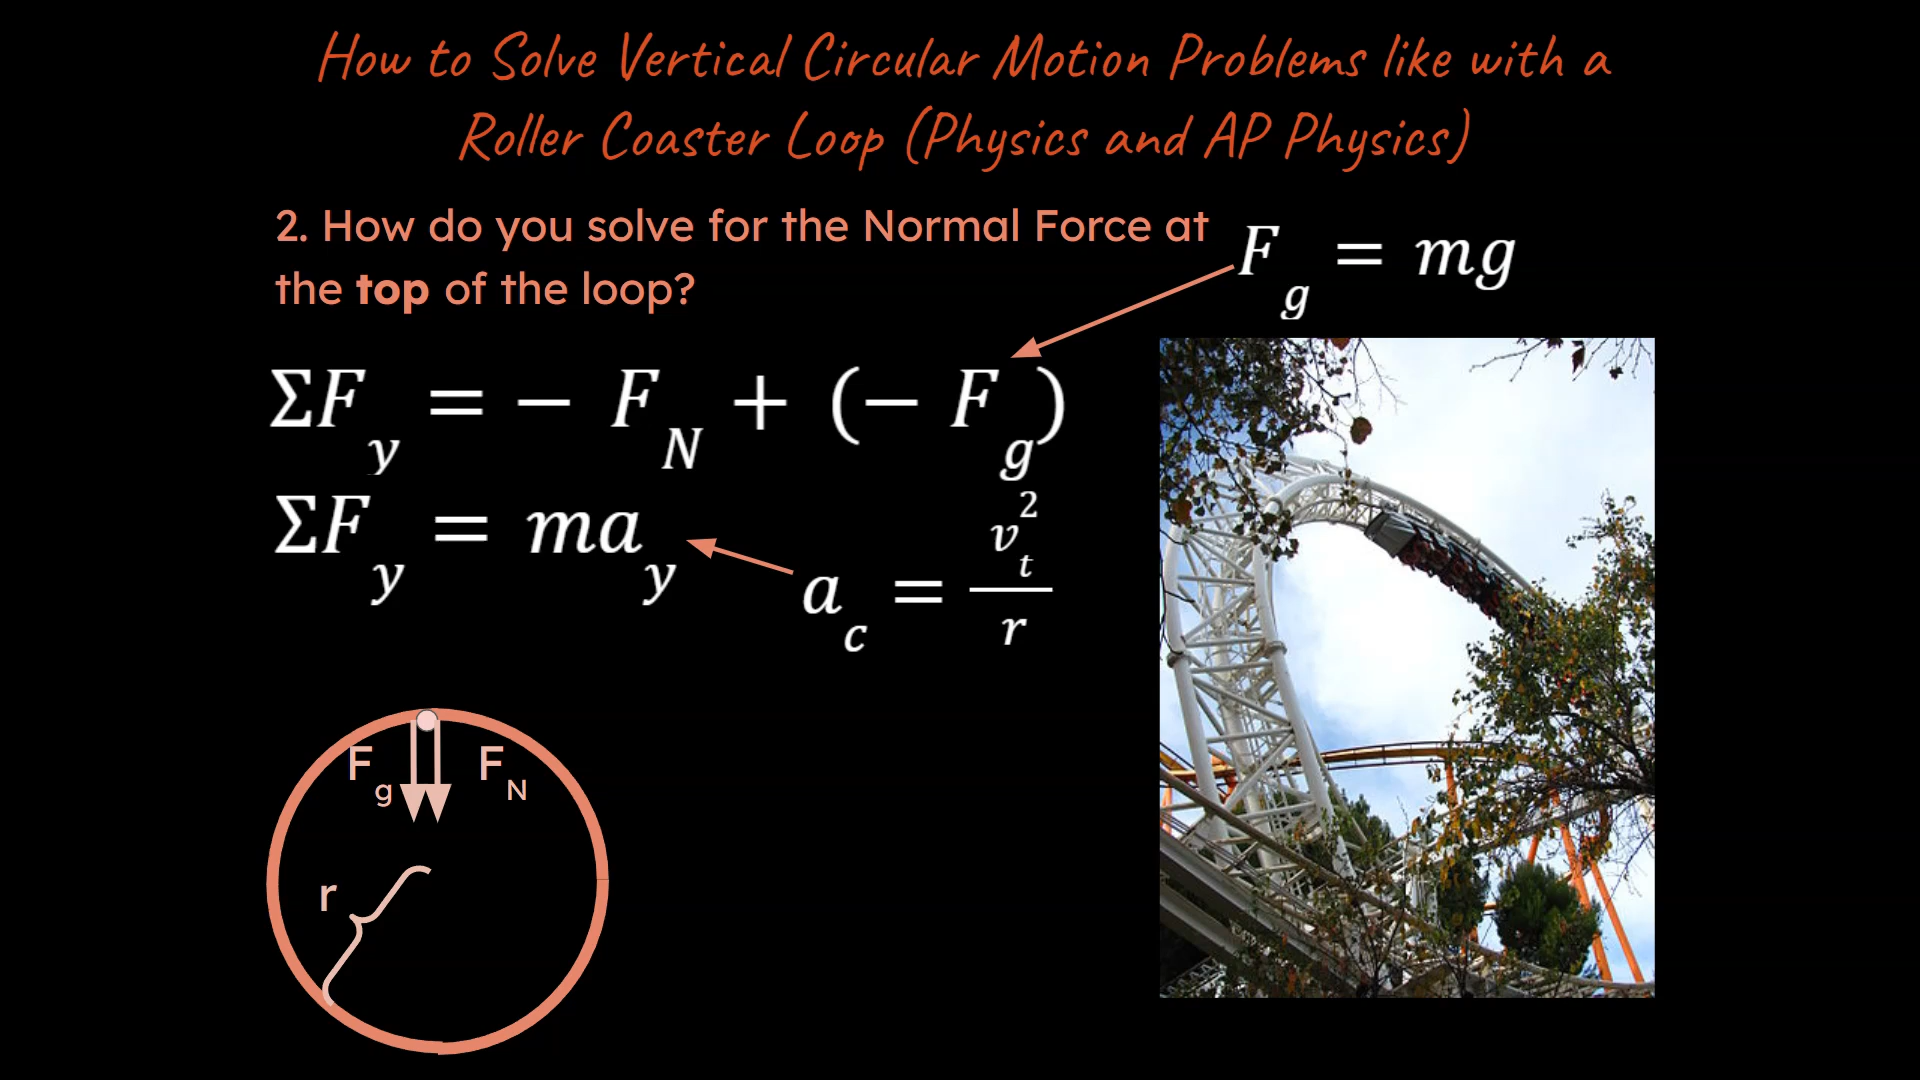 How to Solve Vertical Circular Motion Problems like with a
Roller Coaster Loop (Physics and AP Physics)
2. How do you solve for the Normal Force at
the top of the loop?
F_g = mg
ΣF_y = − F_N + (− F_g)
ΣF_y = ma_y
a_c = v_t^2 / r
F_g F_N
r